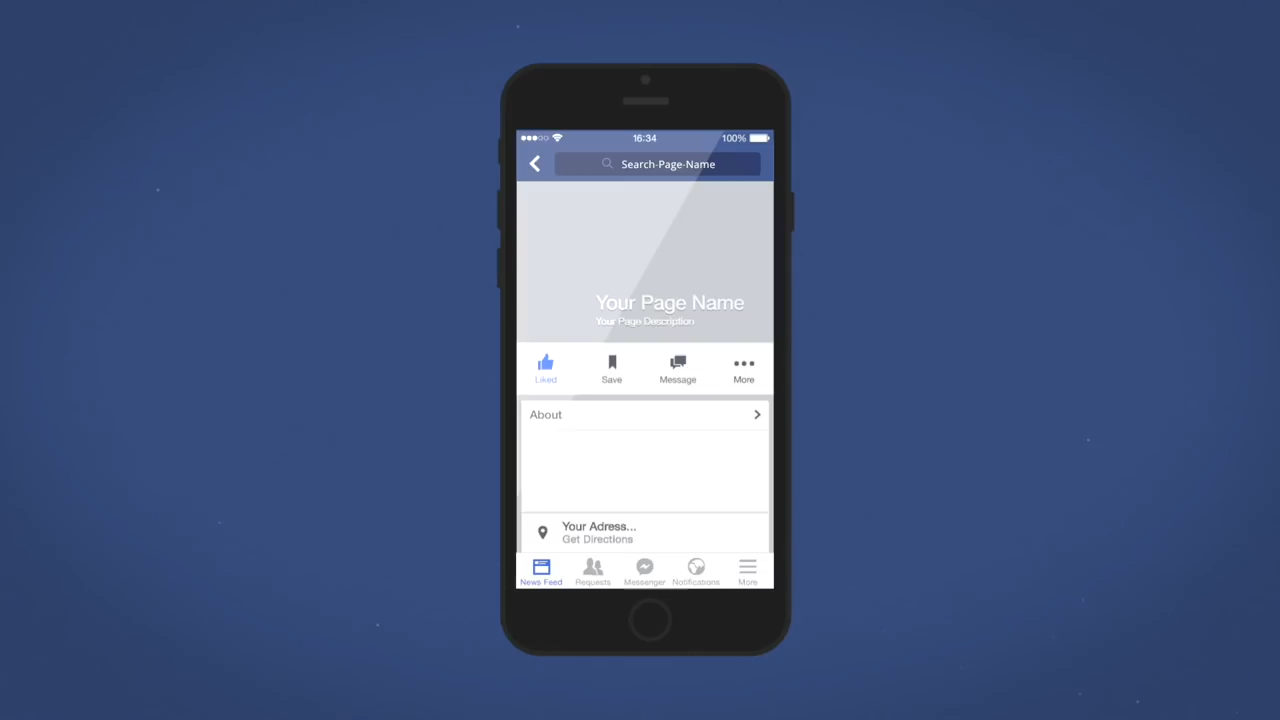 16:34 100%
Search-Page-Name
Your Page Name
Your Page Description
Liked Save Message More
About
Your Adress...
Get Directions
News Feed Requests Messenger Notifications More